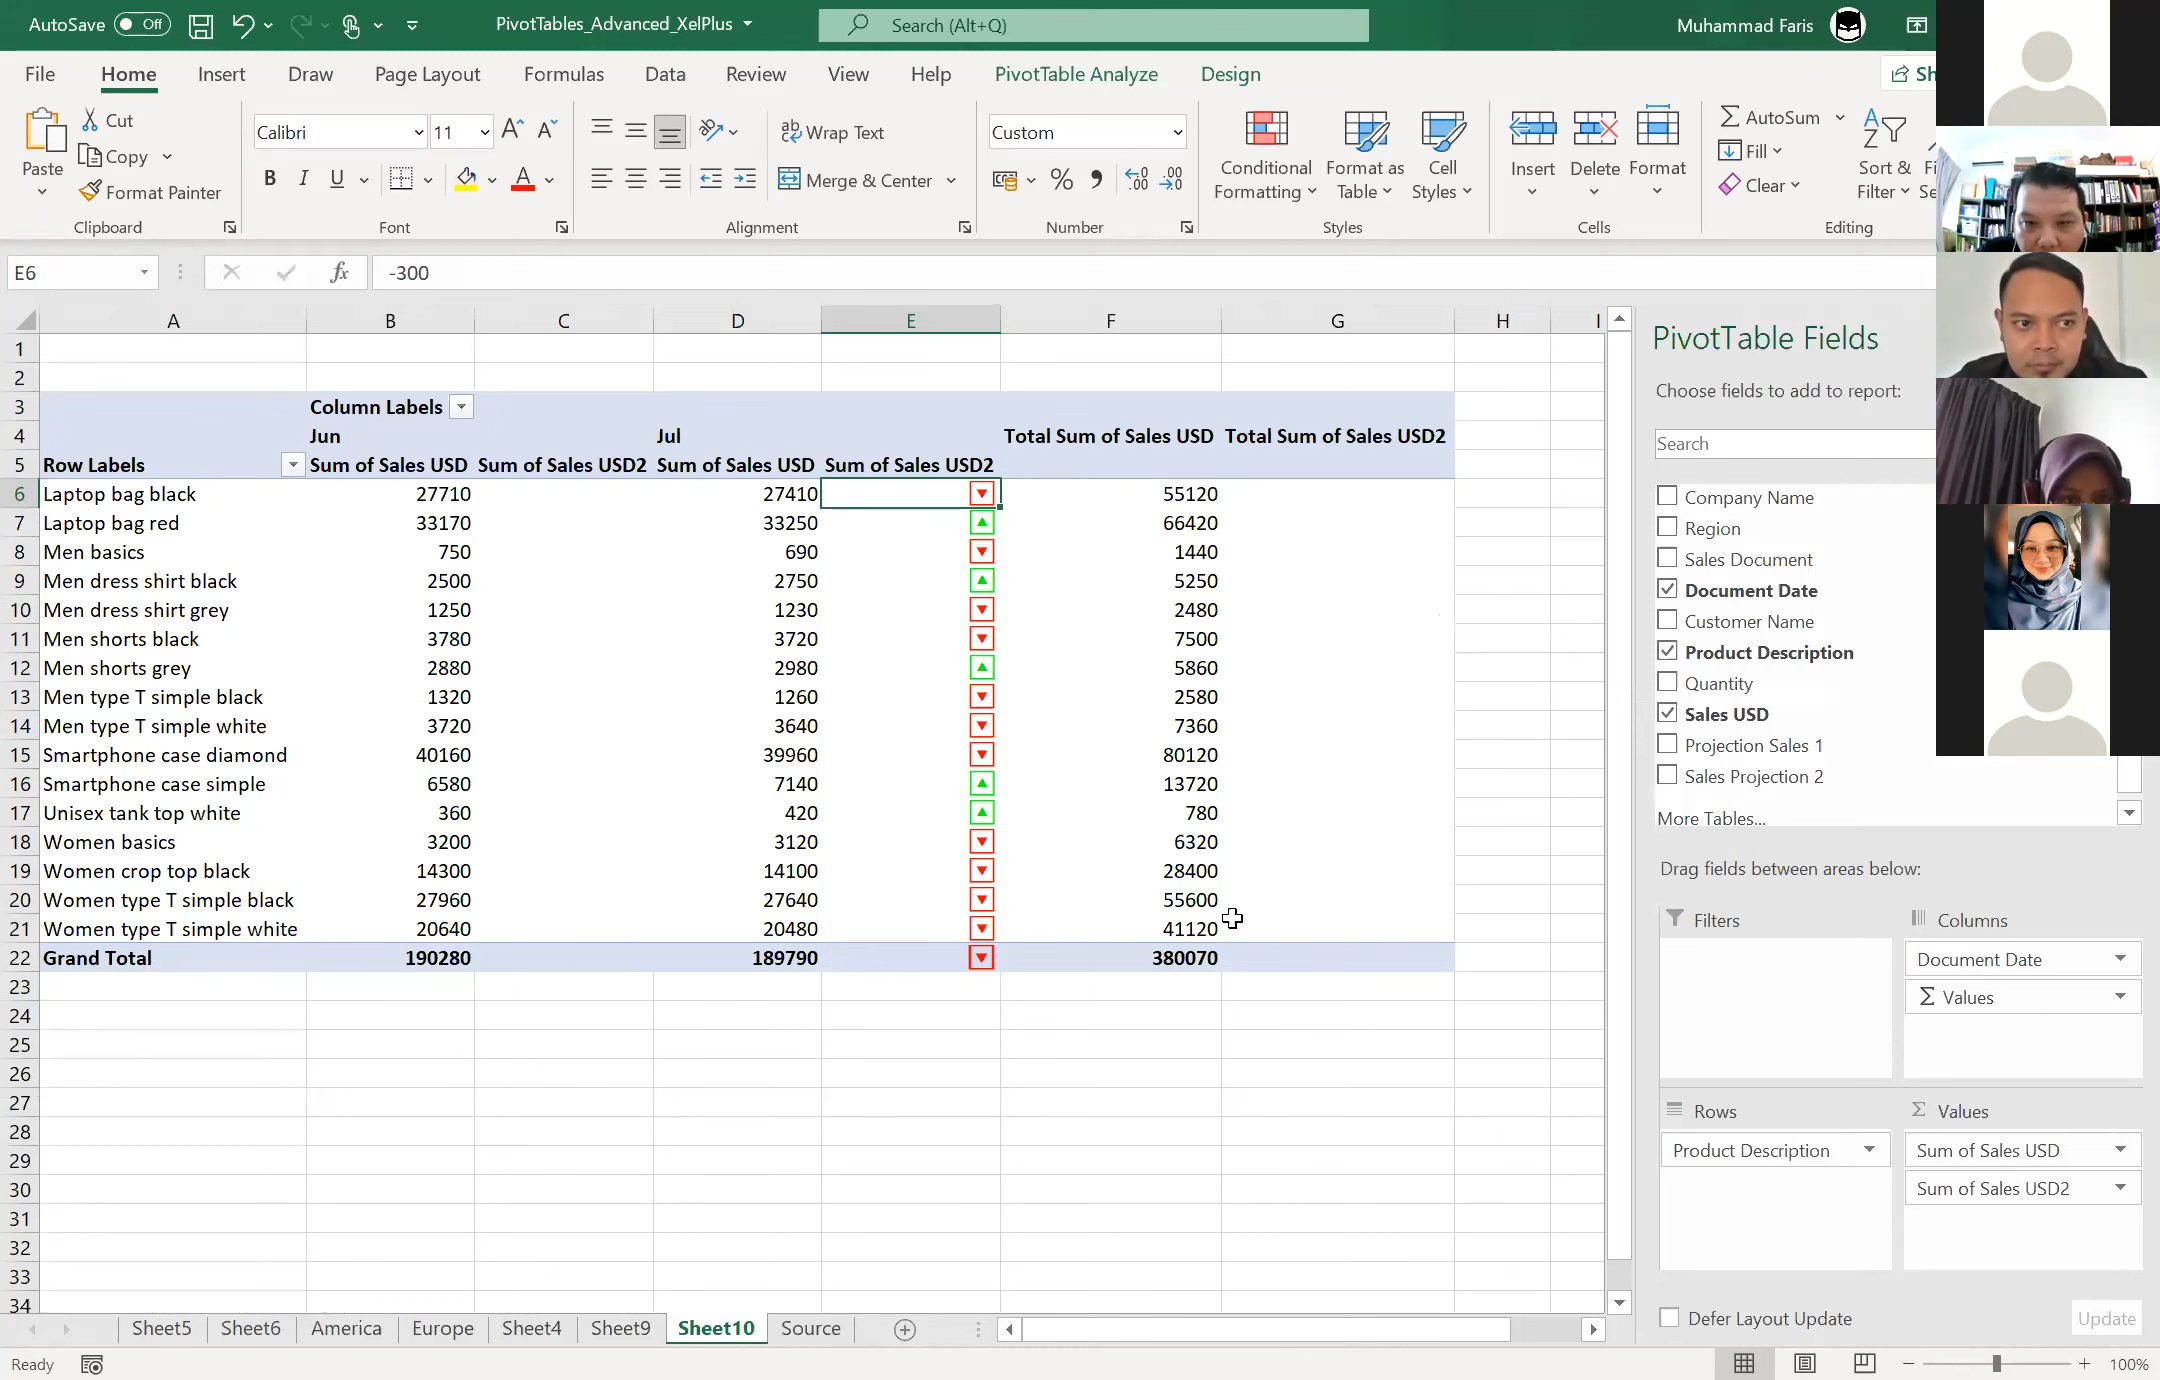 AutoSave Off PivotTables_Advanced_XelPlus Search (Alt+Q) Muhammad Faris
File Home Insert Draw Page Layout Formulas Data Review View Help PivotTable Analyze Design Sh
Paste Cut Copy Format Painter
Clipboard
Calibri 11
B I U A
Font
Wrap Text
Merge & Center
Alignment
Custom
Number
Conditional Formatting Format as Table Cell Styles
Styles
Insert Delete Format
Cells
AutoSum
Fill
Clear
Sort & Filter
Editing
E6 fx -300
A B C D E F G H I
1
2
3 Column Labels
4 Jun Jul Total Sum of Sales USD Total Sum of Sales USD2
5 Row Labels Sum of Sales USD Sum of Sales USD2 Sum of Sales USD Sum of Sales USD2
6 Laptop bag black 27710 27410 55120
7 Laptop bag red 33170 33250 66420
8 Men basics 750 690 1440
9 Men dress shirt black 2500 2750 5250
10 Men dress shirt grey 1250 1230 2480
11 Men shorts black 3780 3720 7500
12 Men shorts grey 2880 2980 5860
13 Men type T simple black 1320 1260 2580
14 Men type T simple white 3720 3640 7360
15 Smartphone case diamond 40160 39960 80120
16 Smartphone case simple 6580 7140 13720
17 Unisex tank top white 360 420 780
18 Women basics 3200 3120 6320
19 Women crop top black 14300 14100 28400
20 Women type T simple black 27960 27640 55600
21 Women type T simple white 20640 20480 41120
22 Grand Total 190280 189790 380070
23
24
25
26
27
28
29
30
31
32
33
34
PivotTable Fields
Choose fields to add to report:
Search
Company Name
Region
Sales Document
Document Date
Customer Name
Product Description
Quantity
Sales USD
Projection Sales 1
Sales Projection 2
More Tables...
Drag fields between areas below:
Filters Columns
Document Date
Σ Values
Rows Σ Values
Product Description Sum of Sales USD
Sum of Sales USD2
Defer Layout Update Update
Sheet5 Sheet6 America Europe Sheet4 Sheet9 Sheet10 Source
Ready 100%